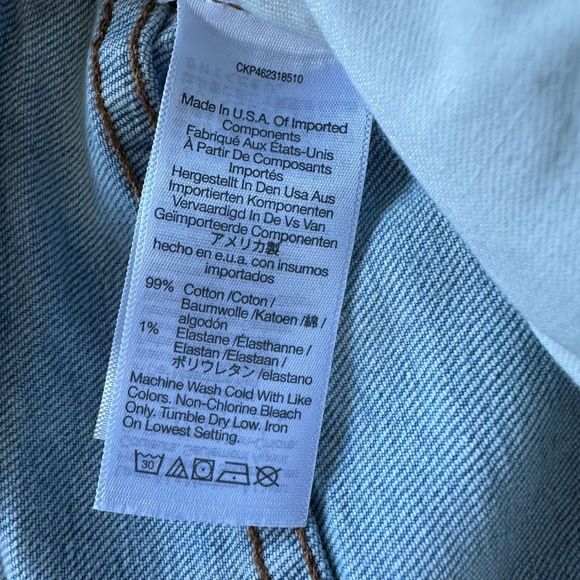 CKP462318510
Made In U.S.A. Of Imported
Components
Fabriqué Aux États-Unis
À Partir De Composants
Importés
Hergestellt In Den Usa Aus
Importierten Komponenten
Vervaardigd In De Vs Van
Geïmporteerde Componenten
アメリカ製
hecho en e.u.a. con insumos
importados
99% Cotton /Coton /
Baumwolle /Katoen /綿 /
algodón
1% Elastane /Élasthanne /
Elastan /Elastaan /
ポリウレタン /elastano
Machine Wash Cold With Like
Colors. Non-Chlorine Bleach
Only. Tumble Dry Low. Iron
On Lowest Setting.
30